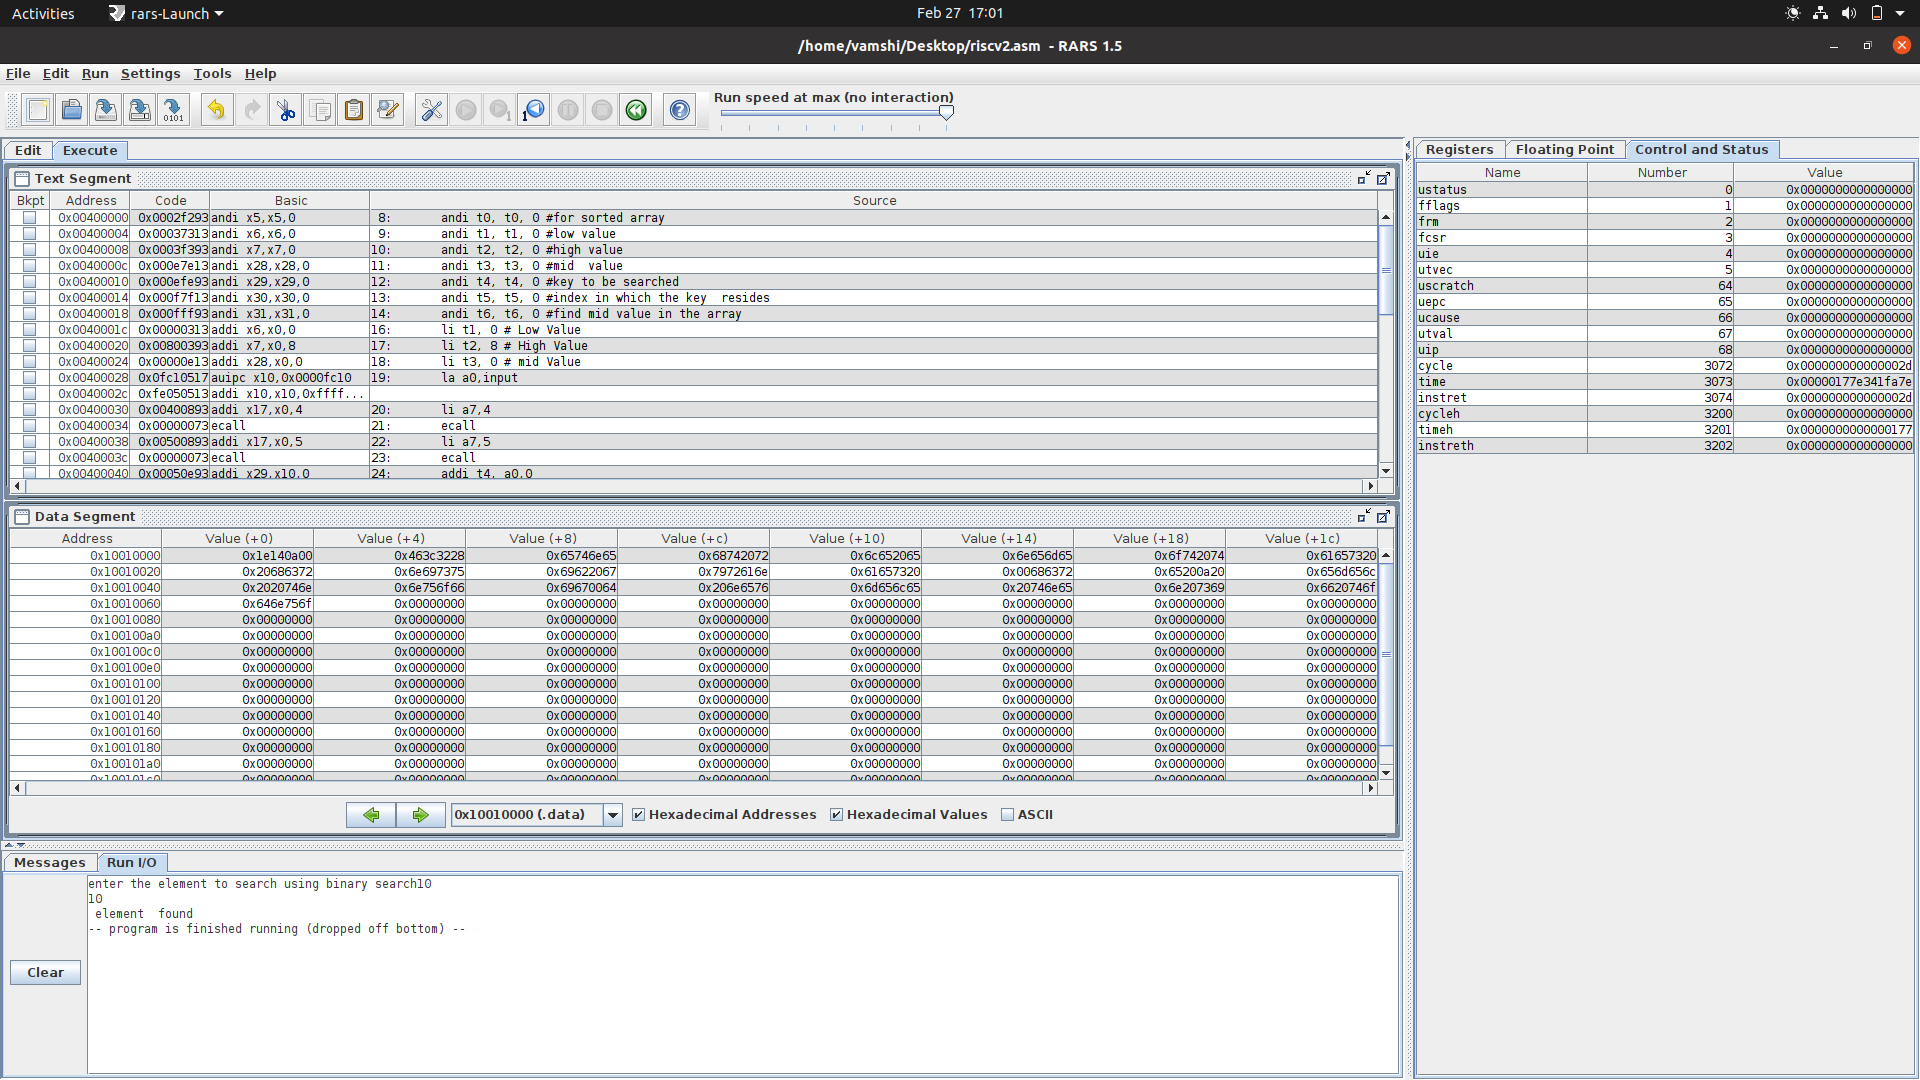 Activities rars-Launch Feb 27 17:01
/home/vamshi/Desktop/riscv2.asm - RARS 1.5
File Edit Run Settings Tools Help
Run speed at max (no interaction)
Edit Execute
Text Segment
Bkpt Address Code Basic Source
0x00400000 0x0002f293 andi x5,x5,0 8: andi t0, t0, 0 #for sorted array
0x00400004 0x00037313 andi x6,x6,0 9: andi t1, t1, 0 #low value
0x00400008 0x0003f393 andi x7,x7,0 10: andi t2, t2, 0 #high value
0x0040000c 0x000e7e13 andi x28,x28,0 11: andi t3, t3, 0 #mid  value
0x00400010 0x000efe93 andi x29,x29,0 12: andi t4, t4, 0 #key to be searched
0x00400014 0x000f7f13 andi x30,x30,0 13: andi t5, t5, 0 #index in which the key  resides
0x00400018 0x000fff93 andi x31,x31,0 14: andi t6, t6, 0 #find mid value in the array
0x0040001c 0x00000313 addi x6,x0,0 16: li t1, 0 # Low Value
0x00400020 0x00800393 addi x7,x0,8 17: li t2, 8 # High Value
0x00400024 0x00000e13 addi x28,x0,0 18: li t3, 0 # mid Value
0x00400028 0x0fc10517 auipc x10,0x0000fc10 19: la a0,input
0x0040002c 0xfe050513 addi x10,x10,0xffff...
0x00400030 0x00400893 addi x17,x0,4 20: li a7,4
0x00400034 0x00000073 ecall 21: ecall
0x00400038 0x00500893 addi x17,x0,5 22: li a7,5
0x0040003c 0x00000073 ecall 23: ecall
0x00400040 0x00050e93 addi x29,x10,0 24: addi t4, a0,0
Data Segment
Address Value (+0) Value (+4) Value (+8) Value (+c) Value (+10) Value (+14) Value (+18) Value (+1c)
0x10010000 0x1e140a00 0x463c3228 0x65746e65 0x68742072 0x6c652065 0x6e656d65 0x6f742074 0x61657320
0x10010020 0x20686372 0x6e697375 0x69622067 0x7972616e 0x61657320 0x00686372 0x65200a20 0x656d656c
0x10010040 0x2020746e 0x6e756f66 0x69670064 0x206e6576 0x6d656c65 0x20746e65 0x6e207369 0x6620746f
0x10010060 0x646e756f 0x00000000 0x00000000 0x00000000 0x00000000 0x00000000 0x00000000 0x00000000
0x10010080 0x00000000 0x00000000 0x00000000 0x00000000 0x00000000 0x00000000 0x00000000 0x00000000
0x100100a0 0x00000000 0x00000000 0x00000000 0x00000000 0x00000000 0x00000000 0x00000000 0x00000000
0x100100c0 0x00000000 0x00000000 0x00000000 0x00000000 0x00000000 0x00000000 0x00000000 0x00000000
0x100100e0 0x00000000 0x00000000 0x00000000 0x00000000 0x00000000 0x00000000 0x00000000 0x00000000
0x10010100 0x00000000 0x00000000 0x00000000 0x00000000 0x00000000 0x00000000 0x00000000 0x00000000
0x10010120 0x00000000 0x00000000 0x00000000 0x00000000 0x00000000 0x00000000 0x00000000 0x00000000
0x10010140 0x00000000 0x00000000 0x00000000 0x00000000 0x00000000 0x00000000 0x00000000 0x00000000
0x10010160 0x00000000 0x00000000 0x00000000 0x00000000 0x00000000 0x00000000 0x00000000 0x00000000
0x10010180 0x00000000 0x00000000 0x00000000 0x00000000 0x00000000 0x00000000 0x00000000 0x00000000
0x100101a0 0x00000000 0x00000000 0x00000000 0x00000000 0x00000000 0x00000000 0x00000000 0x00000000
0x100101c0 0x00000000 0x00000000 0x00000000 0x00000000 0x00000000 0x00000000 0x00000000 0x00000000
0x10010000 (.data) Hexadecimal Addresses Hexadecimal Values ASCII
Messages Run I/O
enter the element to search using binary search10
10
element  found
-- program is finished running (dropped off bottom) --
Clear
Registers Floating Point Control and Status
Name Number Value
ustatus 0 0x0000000000000000
fflags 1 0x0000000000000000
frm 2 0x0000000000000000
fcsr 3 0x0000000000000000
uie 4 0x0000000000000000
utvec 5 0x0000000000000000
uscratch 64 0x0000000000000000
uepc 65 0x0000000000000000
ucause 66 0x0000000000000000
utval 67 0x0000000000000000
uip 68 0x0000000000000000
cycle 3072 0x000000000000002d
time 3073 0x00000177e341fa7e
instret 3074 0x000000000000002d
cycleh 3200 0x0000000000000000
timeh 3201 0x0000000000000177
instreth 3202 0x0000000000000000